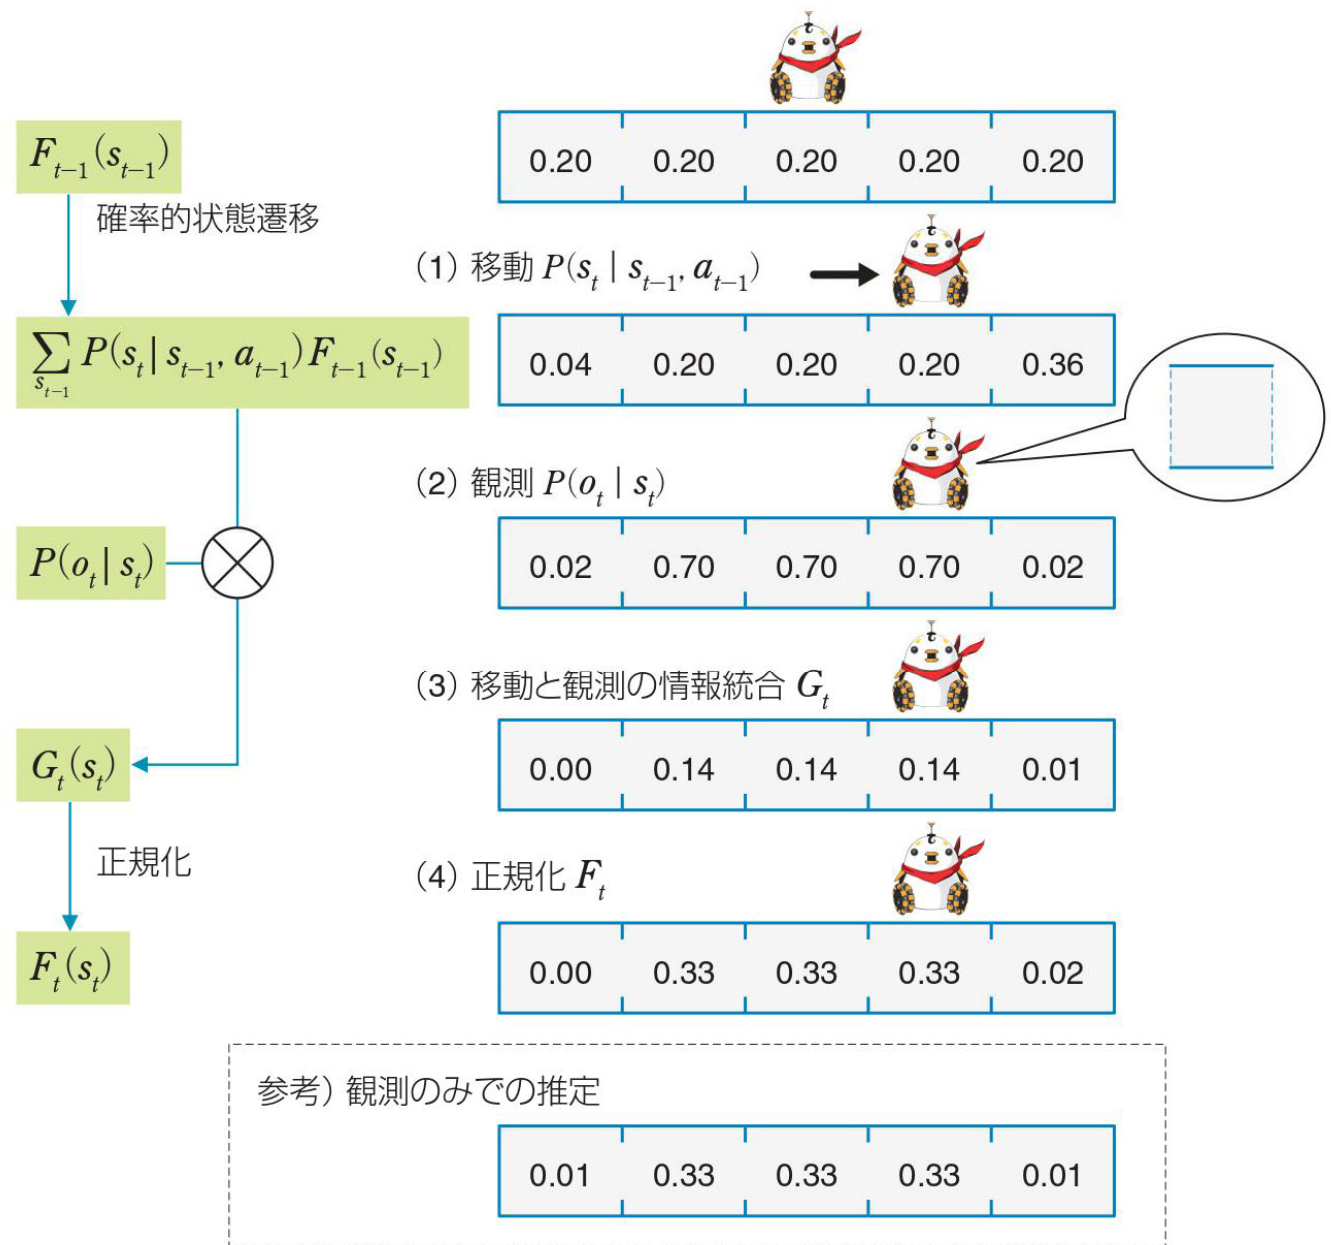 F_{t−1}(s_{t−1})
0.20 0.20 0.20 0.20 0.20
確率的状態遷移
(1) 移動 P(s_t | s_{t−1}, a_{t−1})
∑_{s_{t−1}} P(s_t | s_{t−1}, a_{t−1}) F_{t−1}(s_{t−1})
0.04 0.20 0.20 0.20 0.36
(2) 観測 P(o_t | s_t)
P(o_t | s_t)
0.02 0.70 0.70 0.70 0.02
(3) 移動と観測の情報統合 G_t
G_t(s_t)
0.00 0.14 0.14 0.14 0.01
正規化
(4) 正規化 F_t
F_t(s_t)
0.00 0.33 0.33 0.33 0.02
参考) 観測のみでの推定
0.01 0.33 0.33 0.33 0.01